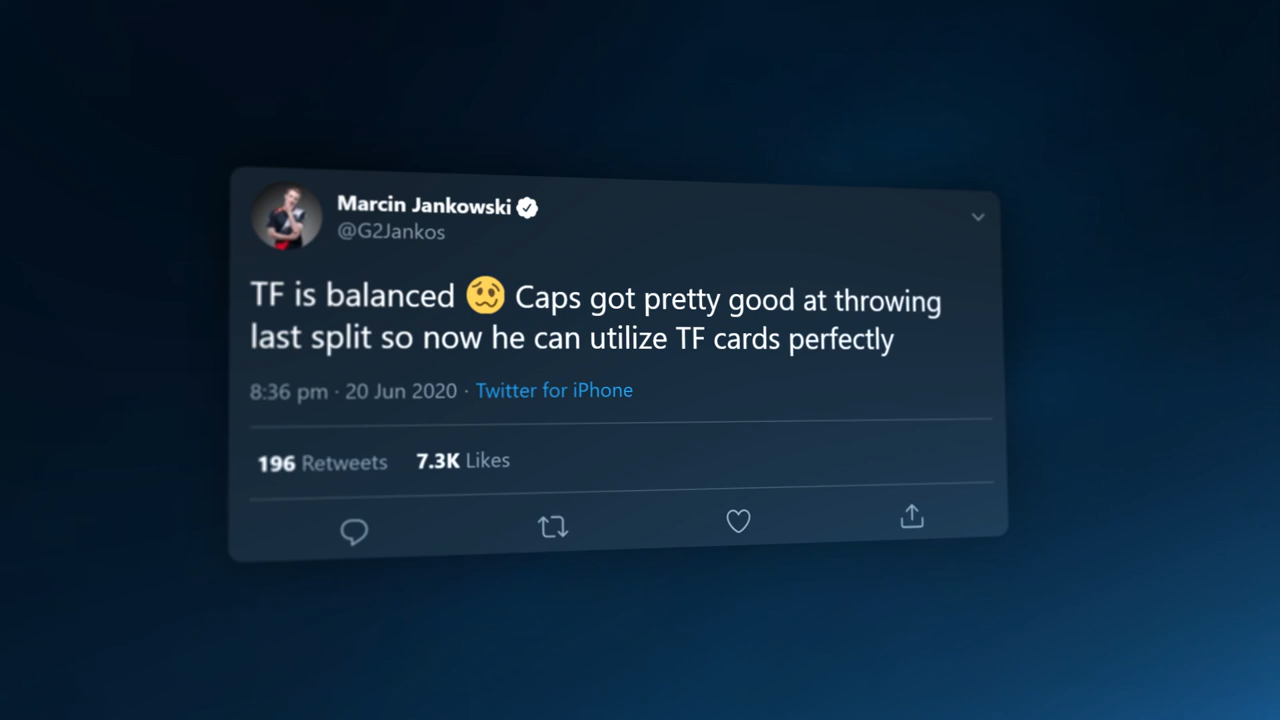 Marcin Jankowski
@G2Jankos
TF is balanced 🥴 Caps got pretty good at throwing
last split so now he can utilize TF cards perfectly
8:36 pm · 20 Jun 2020 · Twitter for iPhone
196 Retweets 7.3K Likes